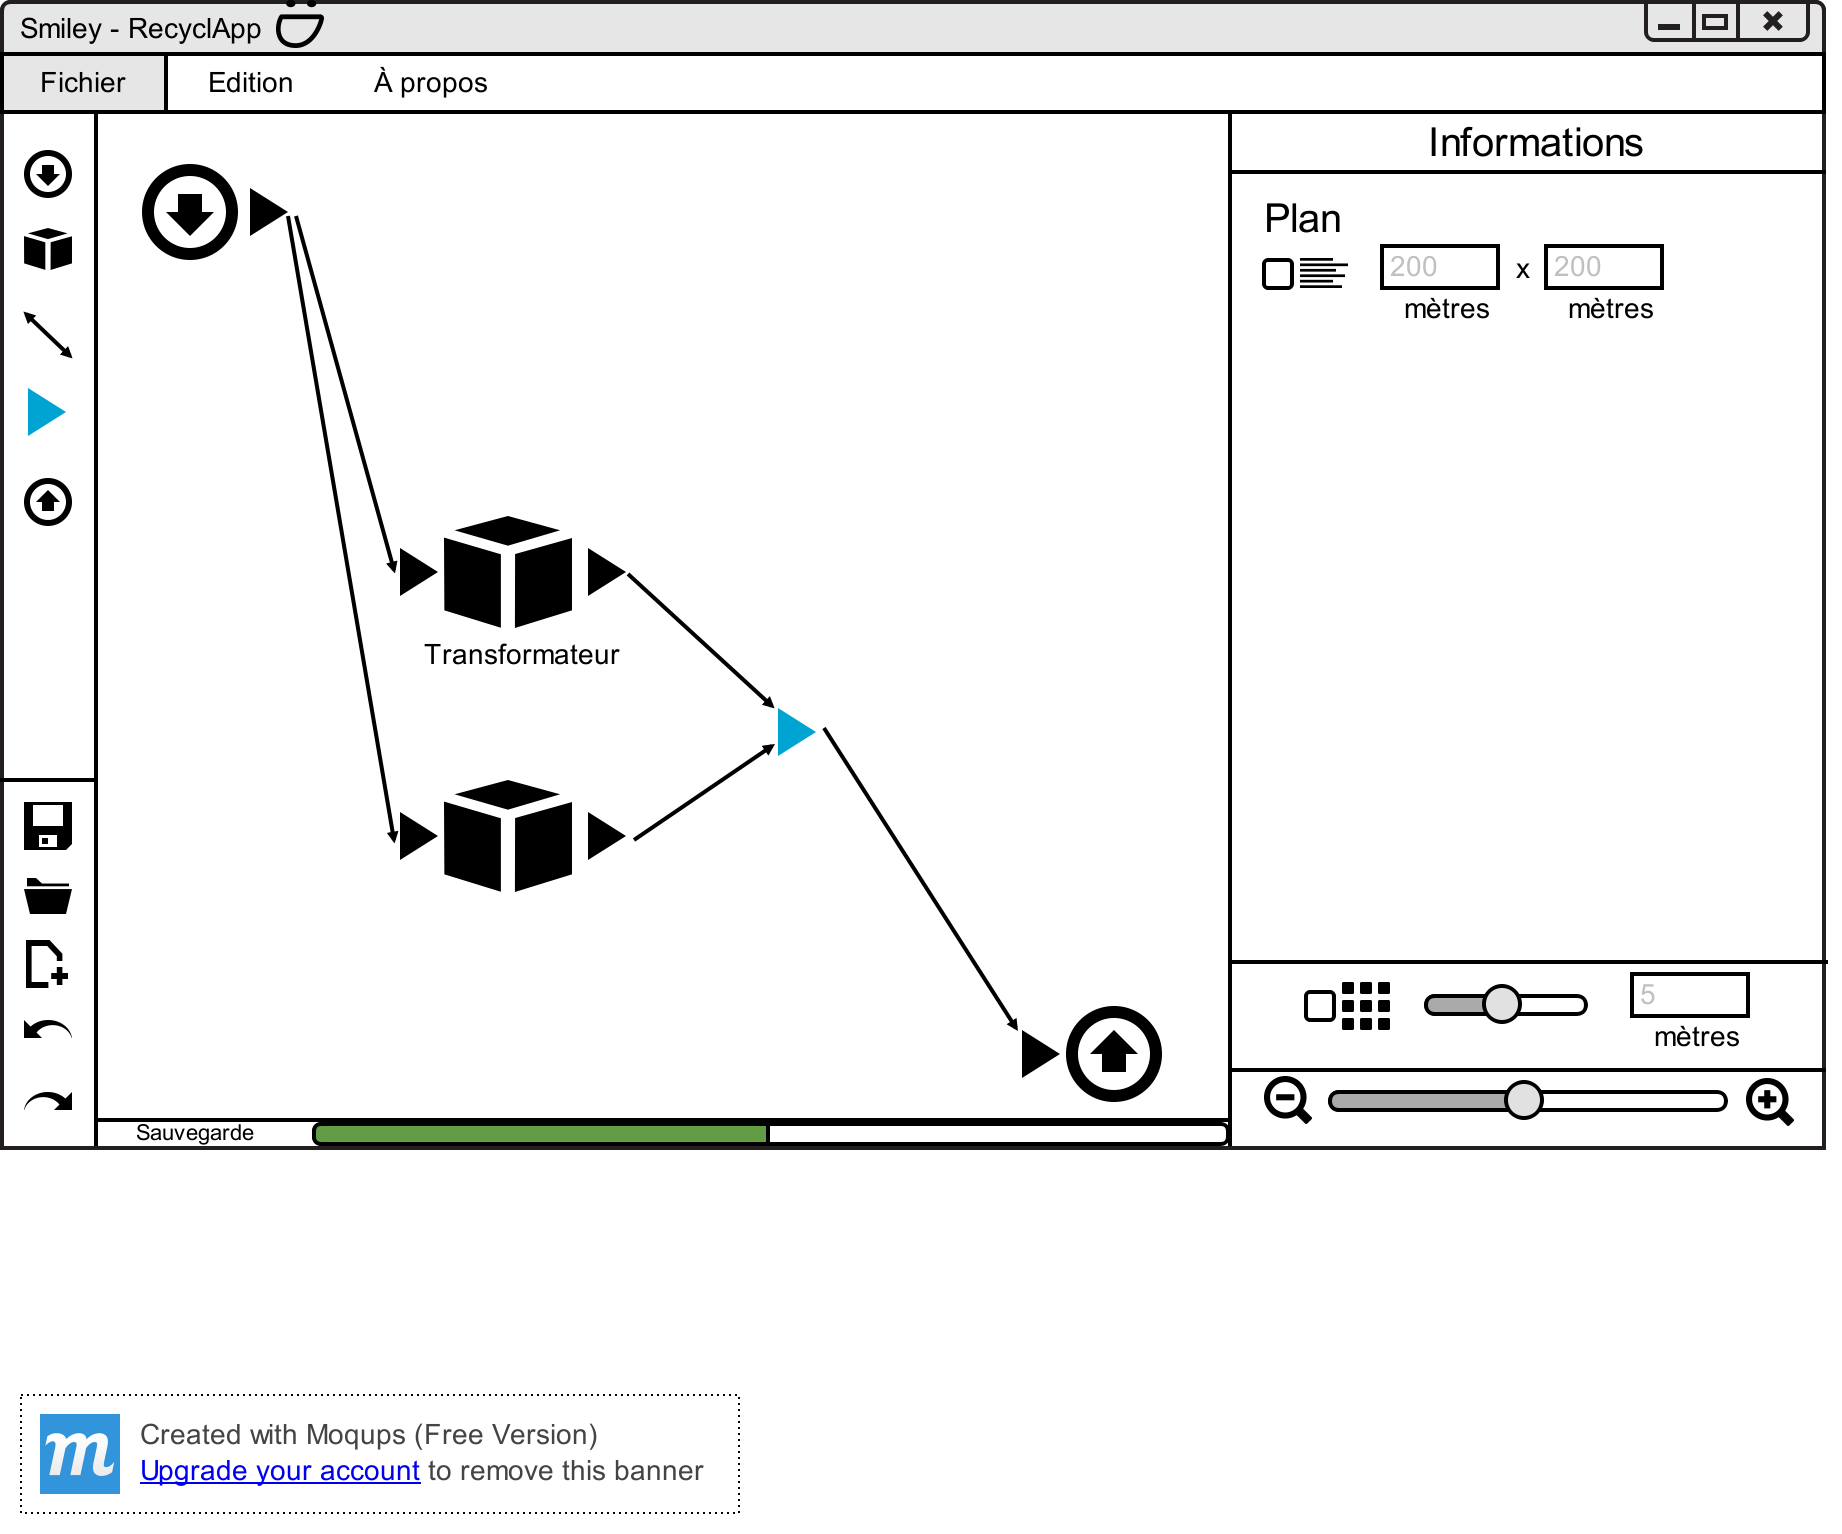 Smiley - RecyclApp
Fichier Edition À propos
Informations
Plan
200 x 200
mètres mètres
Transformateur
5
mètres
Sauvegarde
m
Created with Moqups (Free Version)
Upgrade your account to remove this banner